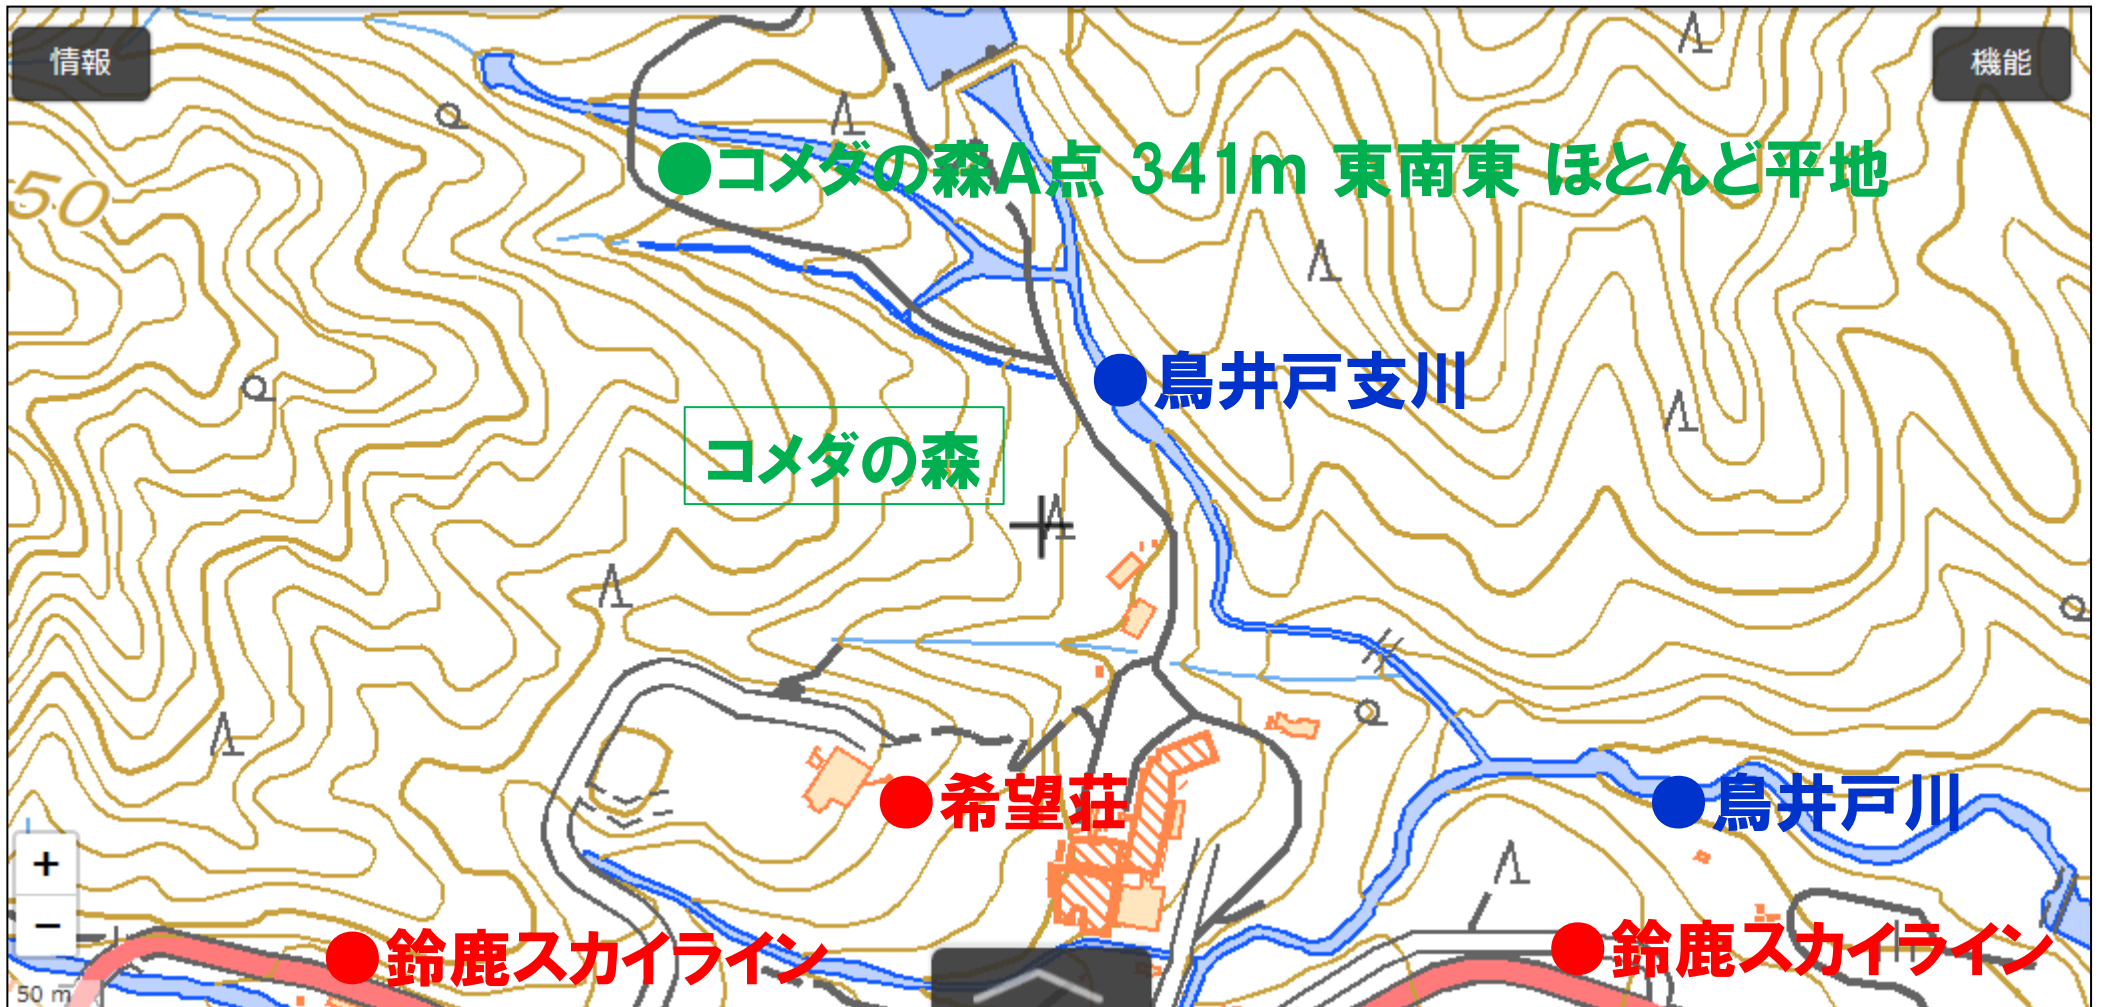 情報
機能
50
コメダの森A点 341m 東南東 ほとんど平地
鳥井戸支川
コメダの森
希望荘
鳥井戸川
+
−
鈴鹿スカイライン
鈴鹿スカイライン
50 m